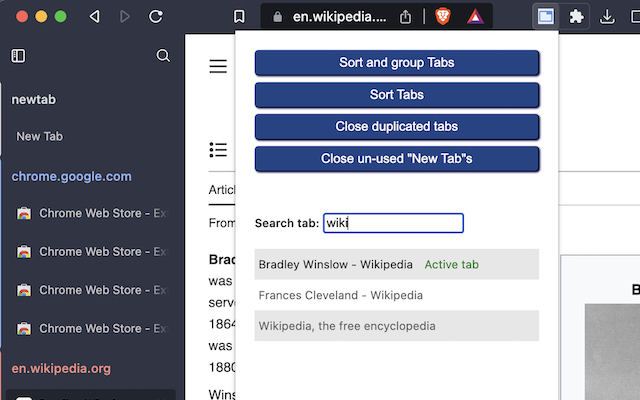 en.wikipedia....
newtab
New Tab
chrome.google.com
Chrome Web Store - Ex
Chrome Web Store - Ex
Chrome Web Store - Ex
Chrome Web Store - Ex
en.wikipedia.org
Sort and group Tabs
Sort Tabs
Close duplicated tabs
Close un-used "New Tab"s
Search tab: wiki
Bradley Winslow - Wikipedia Active tab
Frances Cleveland - Wikipedia
Wikipedia, the free encyclopedia
Artic
From
Brad
was
serv
1864
was
1880
Wins
B